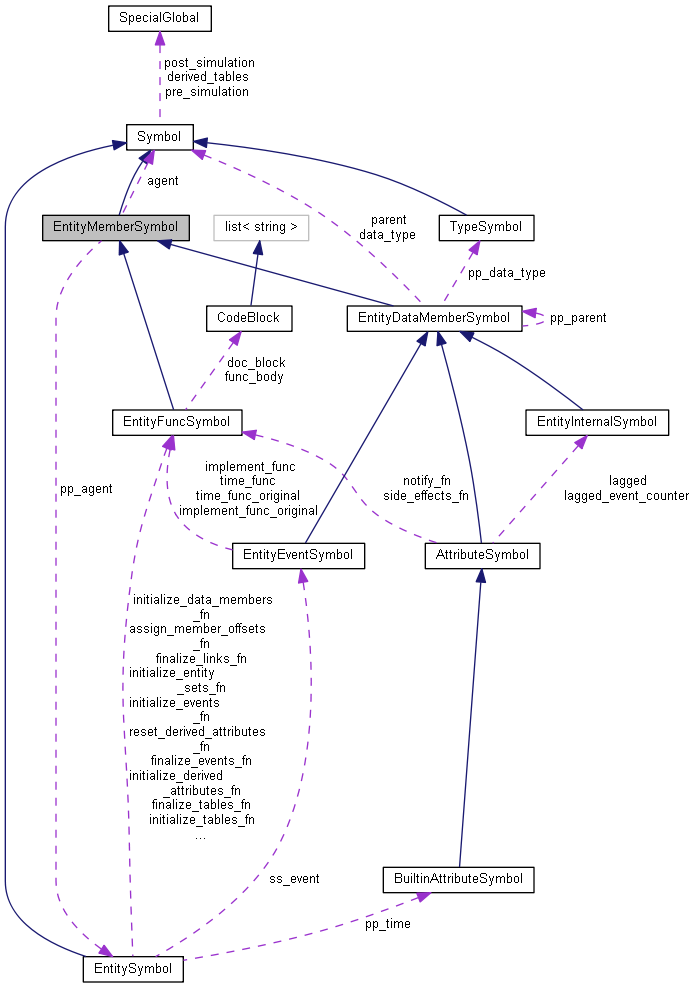 SpecialGlobal
post_simulation
derived_tables
pre_simulation
Symbol
agent
EntityMemberSymbol
list< string >
parent
data_type
TypeSymbol
pp_data_type
CodeBlock
EntityDataMemberSymbol
pp_parent
doc_block
func_body
EntityFuncSymbol
EntityInternalSymbol
pp_agent
implement_func
time_func
time_func_original
implement_func_original
notify_fn
side_effects_fn
lagged
lagged_event_counter
EntityEventSymbol
AttributeSymbol
initialize_data_members
_fn
assign_member_offsets
_fn
finalize_links_fn
initialize_entity
_sets_fn
initialize_events
_fn
reset_derived_attributes
_fn
finalize_events_fn
initialize_derived
_attributes_fn
finalize_tables_fn
initialize_tables_fn
...
ss_event
BuiltinAttributeSymbol
pp_time
EntitySymbol